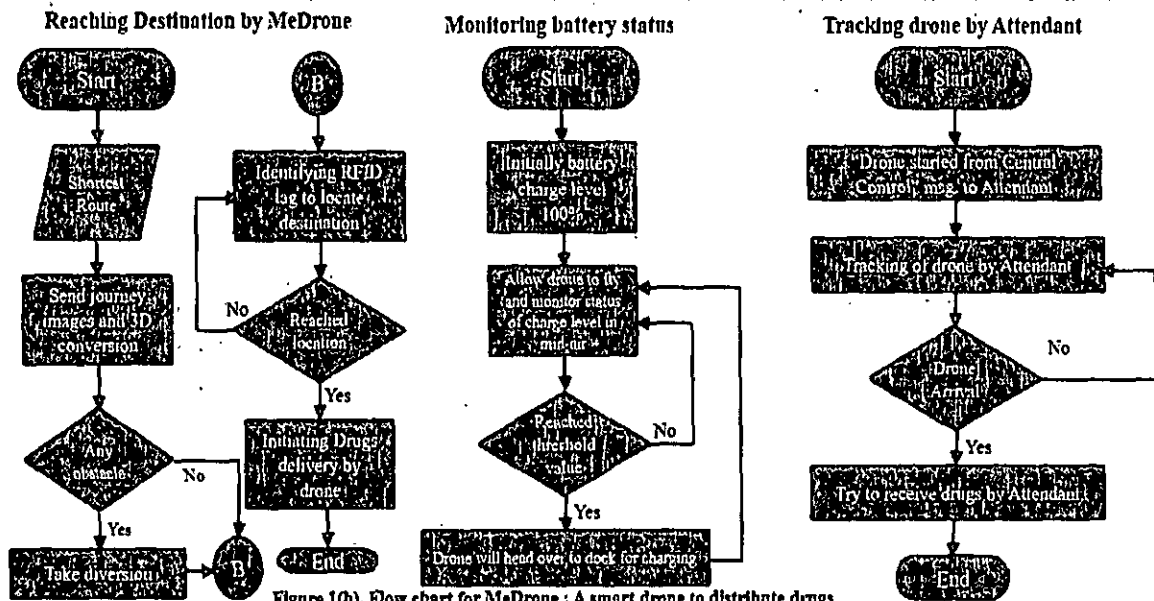 Reaching Destination by MeDrone
Start
Shortest
Route
Send journey
images and 3D
conversion
Any
obstacle
No
Yes
Take diversion
B
B
Identifying RFID
tag to locate
destination
No
Reached
location
Yes
Initiating Drugs
delivery by
drone
End
Monitoring battery status
Start
Initially battery
charge level
100%
Allow drone to fly
and monitor status
of charge level in
mid-air
Reached
threshold
value
No
Yes
Drone will head over to dock for charging
Tracking drone by Attendant
Start
Drone started from Central
Control, msg. to Attendant
Tracking of drone by Attendant
No
Drone
Arrival
Yes
Try to receive drugs by Attendant
End
Figure 1(b). Flow chart for MeDrone : A smart drone to distribute drugs